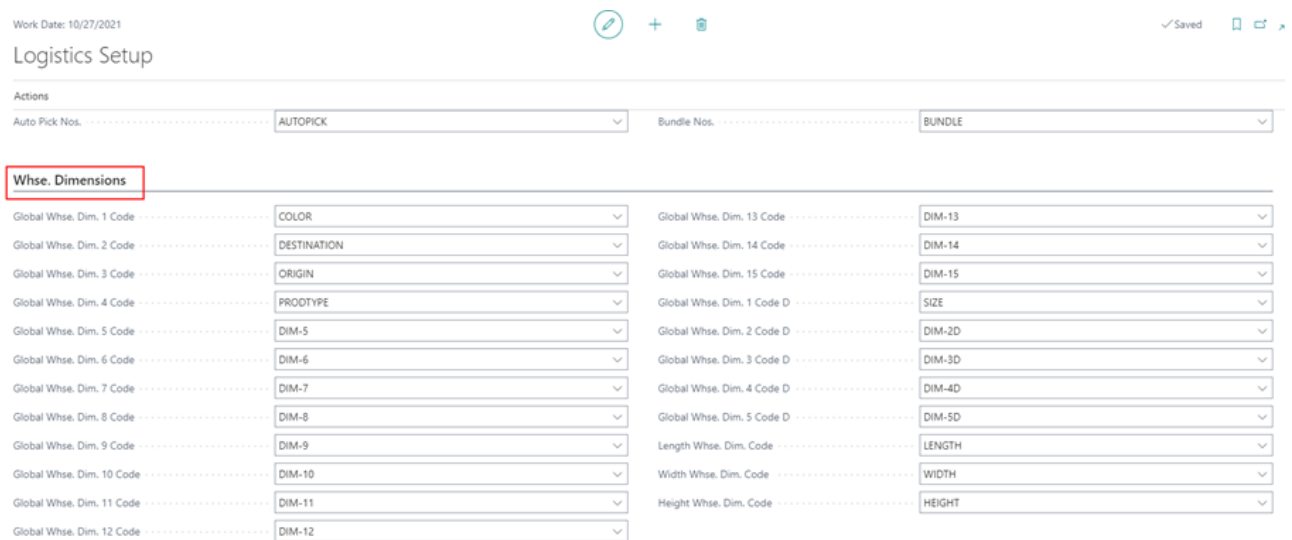 Work Date: 10/27/2021
Saved
Logistics Setup
Actions
Auto Pick Nos. AUTOPICK Bundle Nos. BUNDLE
Whse. Dimensions
Global Whse. Dim. 1 Code COLOR Global Whse. Dim. 13 Code DIM-13
Global Whse. Dim. 2 Code DESTINATION Global Whse. Dim. 14 Code DIM-14
Global Whse. Dim. 3 Code ORIGIN Global Whse. Dim. 15 Code DIM-15
Global Whse. Dim. 4 Code PRODTYPE Global Whse. Dim. 1 Code D SIZE
Global Whse. Dim. 5 Code DIM-5 Global Whse. Dim. 2 Code D DIM-2D
Global Whse. Dim. 6 Code DIM-6 Global Whse. Dim. 3 Code D DIM-3D
Global Whse. Dim. 7 Code DIM-7 Global Whse. Dim. 4 Code D DIM-4D
Global Whse. Dim. 8 Code DIM-8 Global Whse. Dim. 5 Code D DIM-5D
Global Whse. Dim. 9 Code DIM-9 Length Whse. Dim. Code LENGTH
Global Whse. Dim. 10 Code DIM-10 Width Whse. Dim. Code WIDTH
Global Whse. Dim. 11 Code DIM-11 Height Whse. Dim. Code HEIGHT
Global Whse. Dim. 12 Code DIM-12